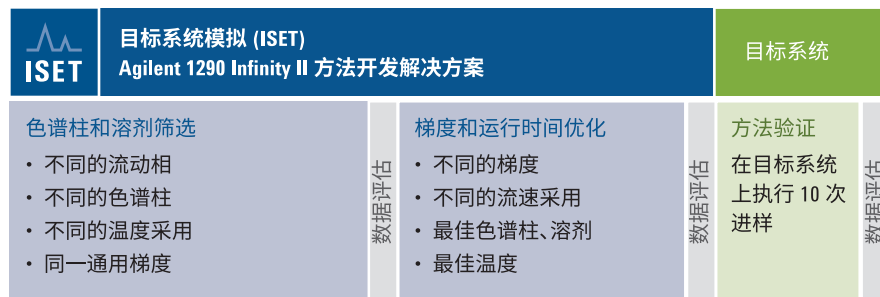 ISET
目标系统模拟 (ISET)
Agilent 1290 Infinity II 方法开发解决方案
目标系统
色谱柱和溶剂筛选
• 不同的流动相
• 不同的色谱柱
• 不同的温度采用
• 同一通用梯度
数据评估
梯度和运行时间优化
• 不同的梯度
• 不同的流速采用
• 最佳色谱柱、溶剂
• 最佳温度
数据评估
方法验证
在目标系统
上执行 10 次
进样
数据评估